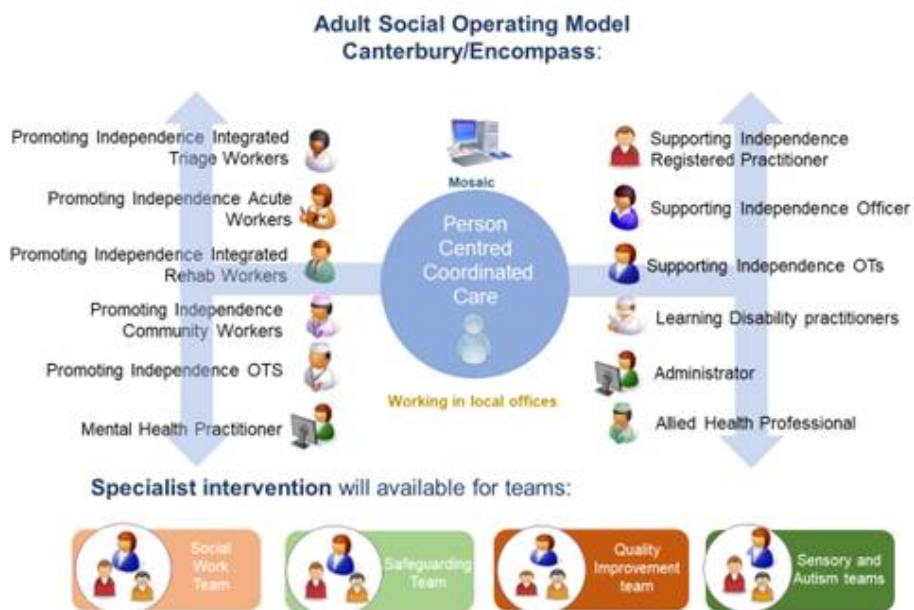 Adult Social Operating Model
Canterbury/Encompass:
Promoting Independence Integrated
Triage Workers
Promoting Independence Acute
Workers
Promoting Independence Integrated
Rehab Workers
Promoting Independence
Community Workers
Promoting Independence OTS
Mental Health Practitioner
Mosaic
Person
Centred
Coordinated
Care
Working in local offices
Supporting Independence
Registered Practitioner
Supporting Independence Officer
Supporting Independence OTs
Learning Disability practitioners
Administrator
Allied Health Professional
Specialist intervention will available for teams:
Social
Work
Team
Safeguarding
Team
Quality
Improvement
team
Sensory and
Autism teams